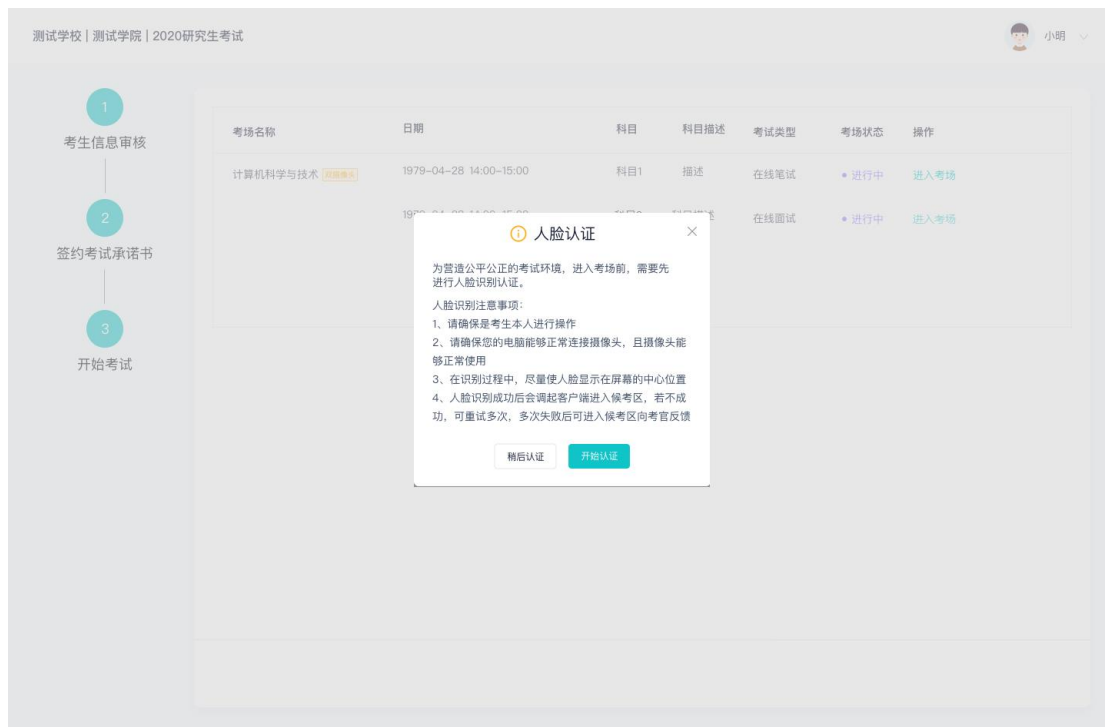 测试学校 | 测试学院 | 2020研究生考试
小明
1
考生信息审核
2
签约考试承诺书
3
开始考试
考场名称 日期 科目 科目描述 考试类型 考场状态 操作
计算机科学与技术 双摄像头 1979-04-28 14:00-15:00 科目1 描述 在线笔试 进行中 进入考场
在线面试 进行中 进入考场
人脸认证
为营造公平公正的考试环境，进入考场前，需要先
进行人脸识别认证。
人脸识别注意事项：
1、请确保是考生本人进行操作
2、请确保您的电脑能够正常连接摄像头，且摄像头能
够正常使用
3、在识别过程中，尽量使人脸显示在屏幕的中心位置
4、人脸识别成功后会调起客户端进入候考区，若不成
功，可重试多次，多次失败后可进入候考区向考官反馈
稍后认证 开始认证